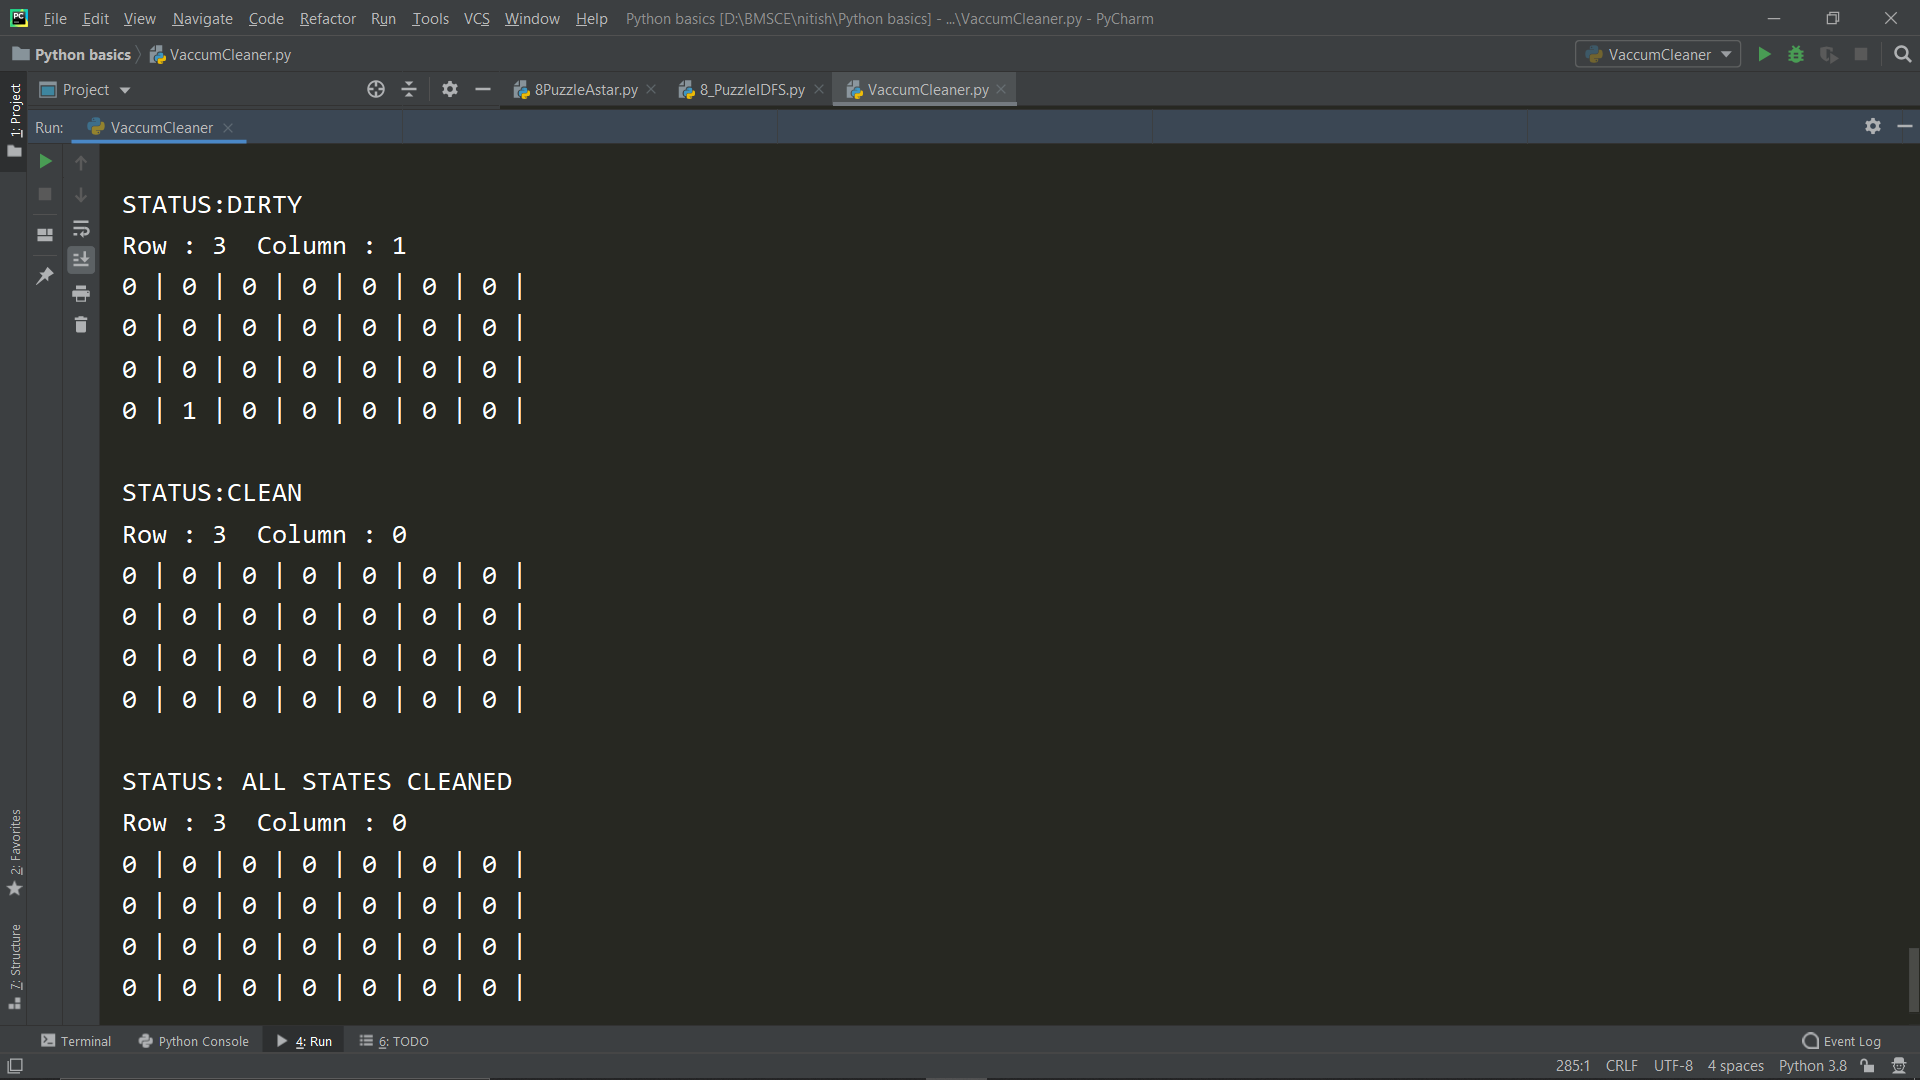 File Edit View Navigate Code Refactor Run Tools VCS Window Help Python basics [D:\BMSCE\nitish\Python basics] - ...\VaccumCleaner.py - PyCharm
Python basics VaccumCleaner.py VaccumCleaner
1: Project
Project 8PuzzleAstar.py 8_PuzzleIDFS.py VaccumCleaner.py
Run: VaccumCleaner
STATUS:DIRTY
Row : 3  Column : 1
0 | 0 | 0 | 0 | 0 | 0 | 0 |
0 | 0 | 0 | 0 | 0 | 0 | 0 |
0 | 0 | 0 | 0 | 0 | 0 | 0 |
0 | 1 | 0 | 0 | 0 | 0 | 0 |
STATUS:CLEAN
Row : 3  Column : 0
0 | 0 | 0 | 0 | 0 | 0 | 0 |
0 | 0 | 0 | 0 | 0 | 0 | 0 |
0 | 0 | 0 | 0 | 0 | 0 | 0 |
0 | 0 | 0 | 0 | 0 | 0 | 0 |
STATUS: ALL STATES CLEANED
Row : 3  Column : 0
0 | 0 | 0 | 0 | 0 | 0 | 0 |
0 | 0 | 0 | 0 | 0 | 0 | 0 |
0 | 0 | 0 | 0 | 0 | 0 | 0 |
0 | 0 | 0 | 0 | 0 | 0 | 0 |
2: Favorites
7: Structure
Terminal Python Console 4: Run 6: TODO Event Log
285:1 CRLF UTF-8 4 spaces Python 3.8